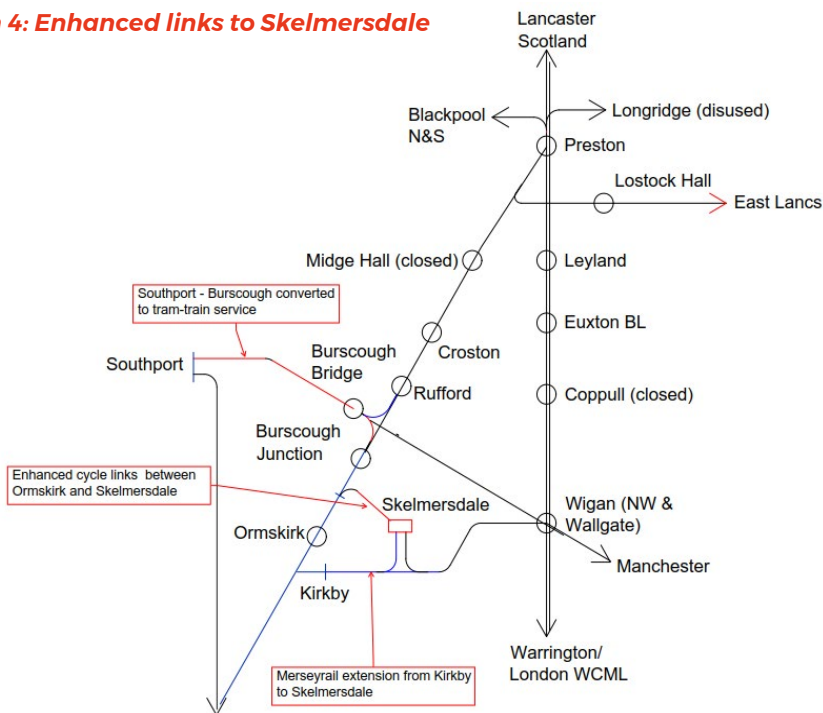 4: Enhanced links to Skelmersdale
Lancaster
Scotland
Blackpool
N&S
Longridge (disused)
Preston
Lostock Hall
East Lancs
Midge Hall (closed)
Leyland
Southport - Burscough converted
to tram-train service
Euxton BL
Croston
Burscough
Bridge
Southport
Rufford
Coppull (closed)
Burscough
Junction
Enhanced cycle links between
Ormskirk and Skelmersdale
Skelmersdale
Wigan (NW &
Wallgate)
Ormskirk
Manchester
Kirkby
Merseyrail extension from Kirkby
to Skelmersdale
Warrington/
London WCML